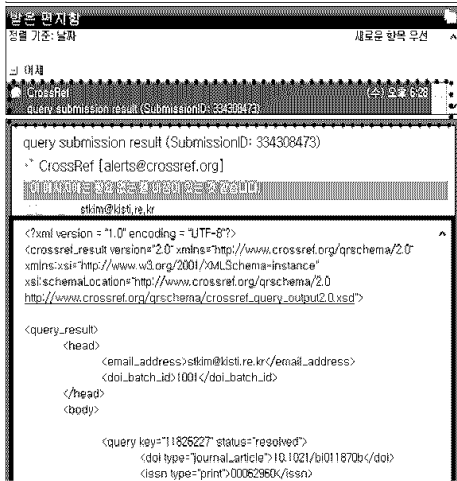 받은 편지함
정렬 기준: 날짜 새로운 항목 우선
어제
CrossRef (수) 오후 6:28
query submission result (SubmissionID: 334308473)
query submission result (SubmissionID: 334308473)
CrossRef [alerts@crossref.org]
stkim@kisti.re.kr
<?xml version = "1.0" encoding = "UTF-8"?>
<crossref_result version="2.0" xmlns="http://www.crossref.org/qrschema/2.0"
xmlns:xsi="http://www.w3.org/2001/XMLSchema-instance"
xsi:schemaLocation="http://www.crossref.org/qrschema/2.0
http://www.crossref.org/qrschema/crossref_query_output2.0.xsd">
<query_result>
<head>
<email_address>stkim@kisti.re.kr</email_address>
<doi_batch_id>1001</doi_batch_id>
</head>
<body>
<query key="11826227" status="resolved">
<doi type="journal_article">10.1021/bi011870b</doi>
<issn type="print">00062960</issn>